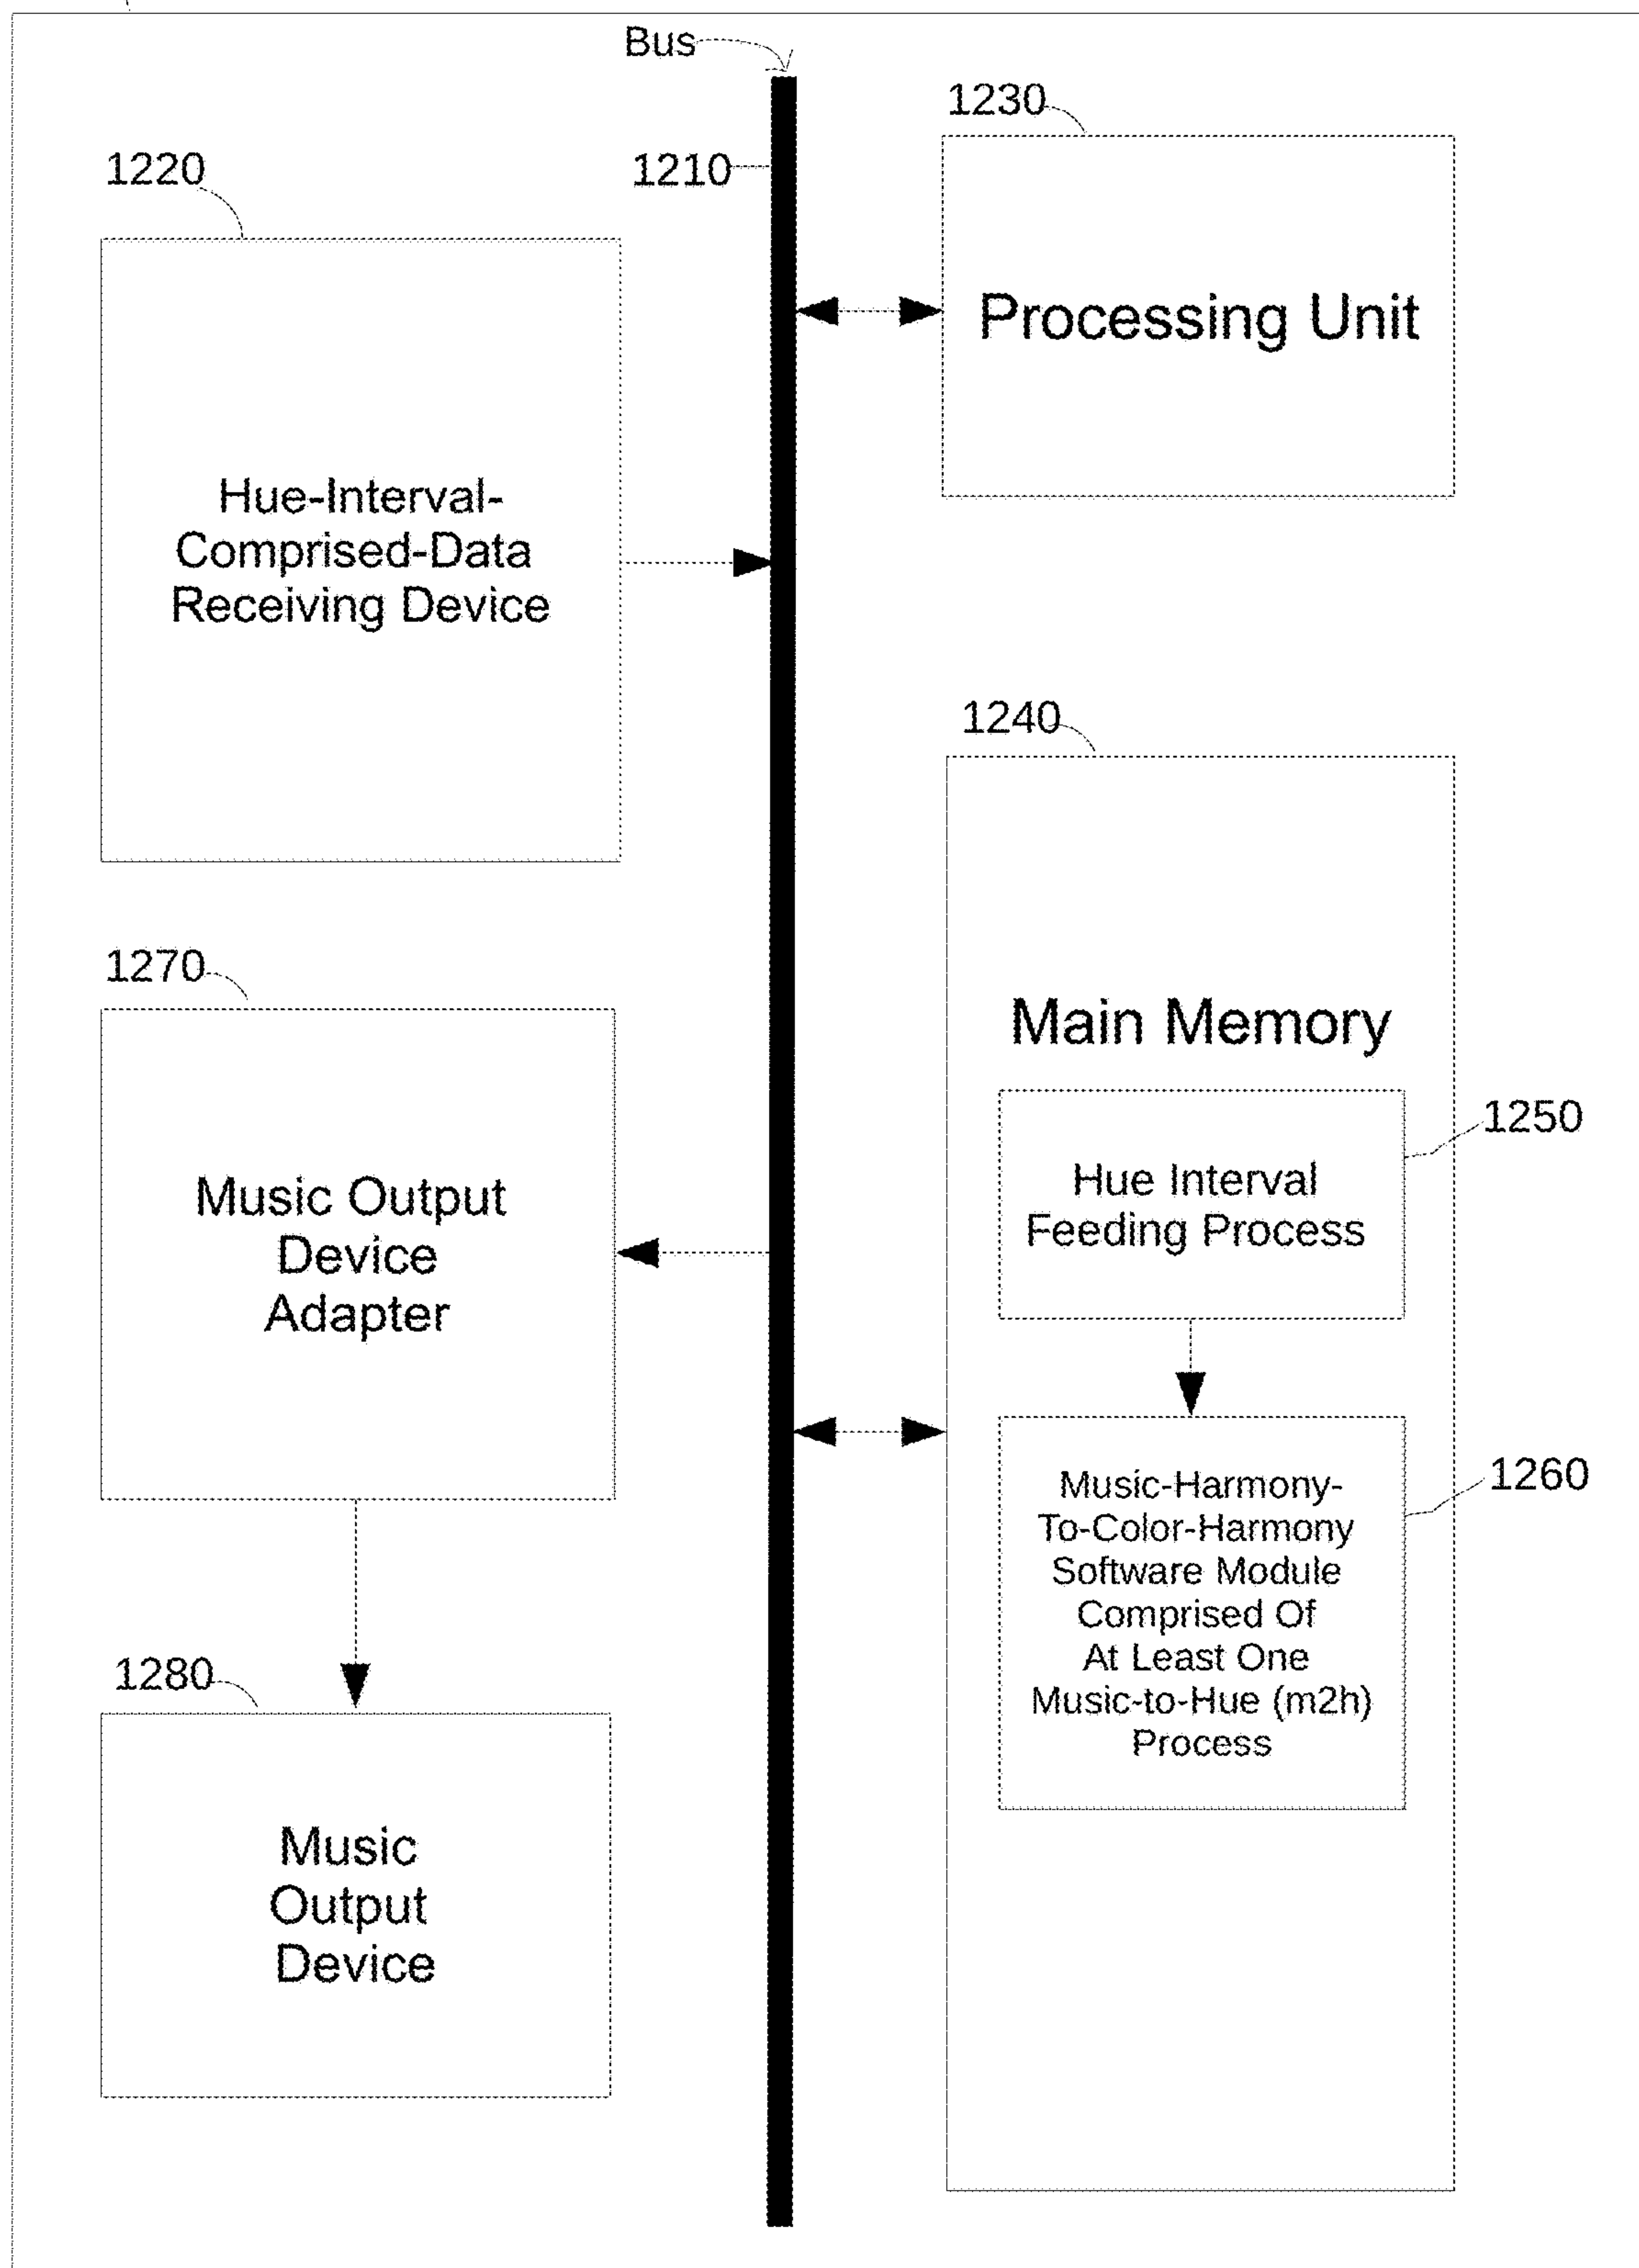 Bus
1210
1220
Hue-Interval-
Comprised-Data
Receiving Device
1230
Processing Unit
1240
Main Memory
1250
Hue Interval
Feeding Process
1260
Music-Harmony-
To-Color-Harmony
Software Module
Comprised Of
At Least One
Music-to-Hue (m2h)
Process
1270
Music Output
Device
Adapter
1280
Music
Output
Device